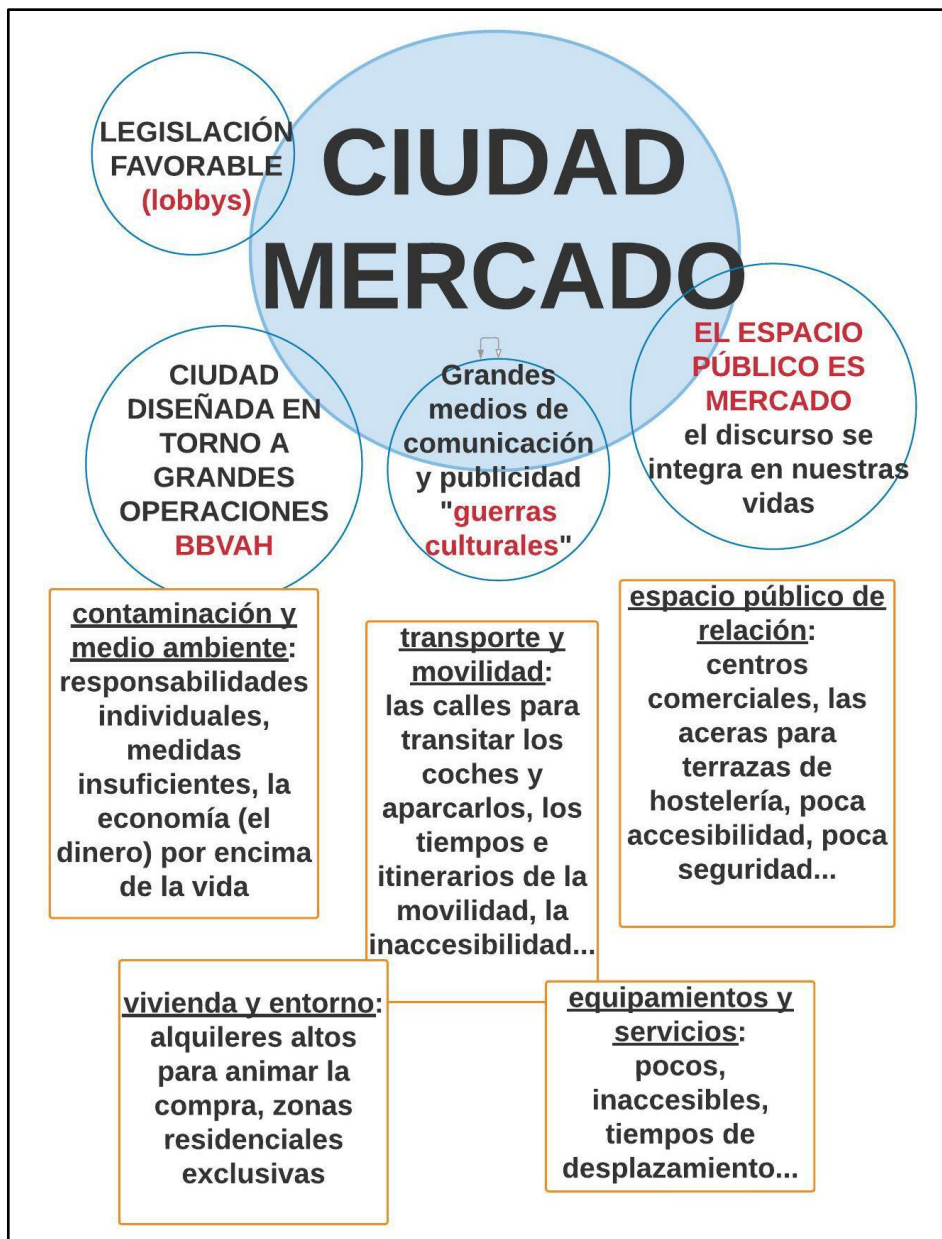 LEGISLACIÓN
FAVORABLE
(lobbys)
CIUDAD
MERCADO
EL ESPACIO
PÚBLICO ES
MERCADO
el discurso se
integra en nuestras
vidas
CIUDAD
DISEÑADA EN
TORNO A
GRANDES
OPERACIONES
BBVAH
Grandes
medios de
comunicación
y publicidad
"guerras
culturales"
contaminación y
medio ambiente:
responsabilidades
individuales,
medidas
insuficientes, la
economía (el
dinero) por encima
de la vida
transporte y
movilidad:
las calles para
transitar los
coches y
aparcarlos, los
tiempos e
itinerarios de la
movilidad, la
inaccesibilidad...
espacio público de
relación:
centros
comerciales, las
aceras para
terrazas de
hostelería, poca
accesibilidad, poca
seguridad...
vivienda y entorno:
alquileres altos
para animar la
compra, zonas
residenciales
exclusivas
equipamientos y
servicios:
pocos,
inaccesibles,
tiempos de
desplazamiento...